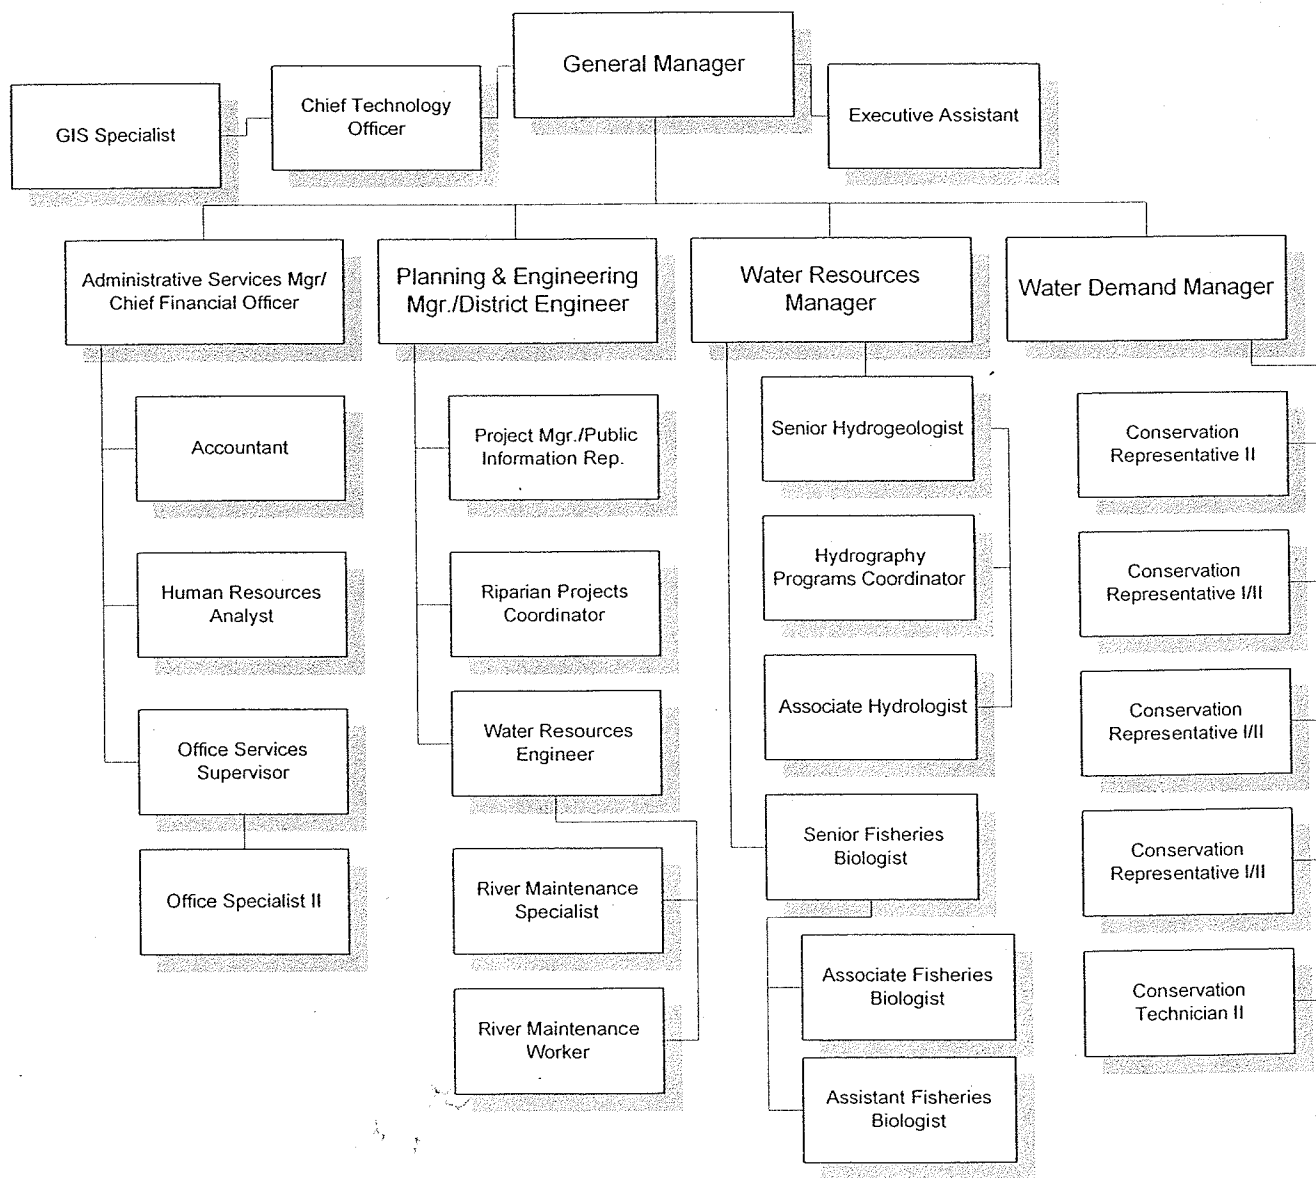 General Manager
Chief Technology
Officer
GIS Specialist
Executive Assistant
Administrative Services Mgr/
Chief Financial Officer
Planning & Engineering
Mgr./District Engineer
Water Resources
Manager
Water Demand Manager
Accountant
Human Resources
Analyst
Office Services
Supervisor
Office Specialist II
Project Mgr./Public
Information Rep.
Riparian Projects
Coordinator
Water Resources
Engineer
River Maintenance
Specialist
River Maintenance
Worker
Senior Hydrogeologist
Hydrography
Programs Coordinator
Associate Hydrologist
Senior Fisheries
Biologist
Associate Fisheries
Biologist
Assistant Fisheries
Biologist
Conservation
Representative II
Conservation
Representative I/II
Conservation
Representative I/II
Conservation
Representative I/II
Conservation
Technician II